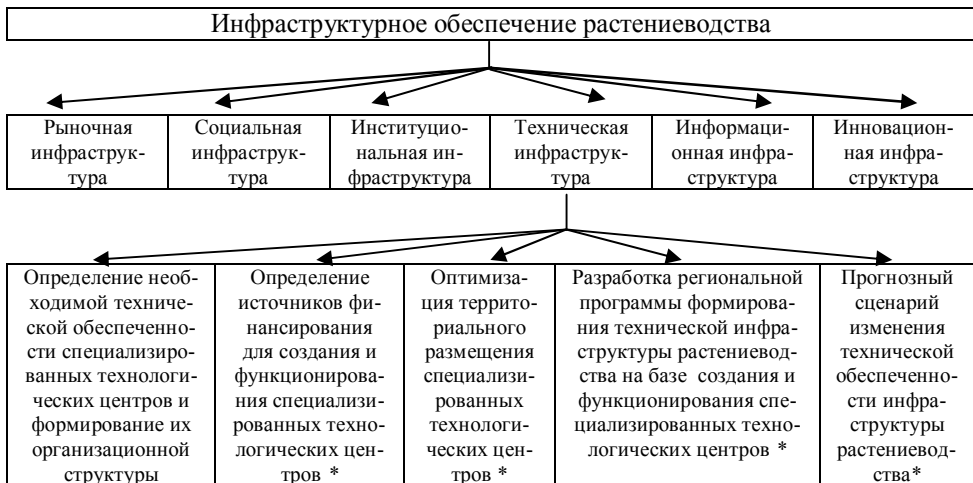 Инфраструктурное обеспечение растениеводства
Рыночная
инфраструк-
тура
Социальная
инфраструк-
тура
Институцио-
нальная ин-
фраструктура
Техническая
инфраструк-
тура
Информаци-
онная инфра-
структура
Инновацион-
ная инфра-
структура
Определение необ-
ходимой техниче-
ской обеспеченно-
сти специализиро-
ванных технологи-
ческих центров и
формирование их
организационной
структуры
Определение
источников фи-
нансирования
для создания и
функционирова-
ния специализи-
рованных техно-
логических цен-
тров *
Оптимиза-
ция террито-
риального
размещения
специализи-
рованных
технологи-
ческих цен-
тров *
Разработка региональной
программы формирова-
ния технической инфра-
структуры растениевод-
ства на базе создания и
функционирования спе-
циализированных техно-
логических центров *
Прогнозный
сценарий
изменения
технической
обеспеченно-
сти инфра-
структуры
растениевод-
ства*